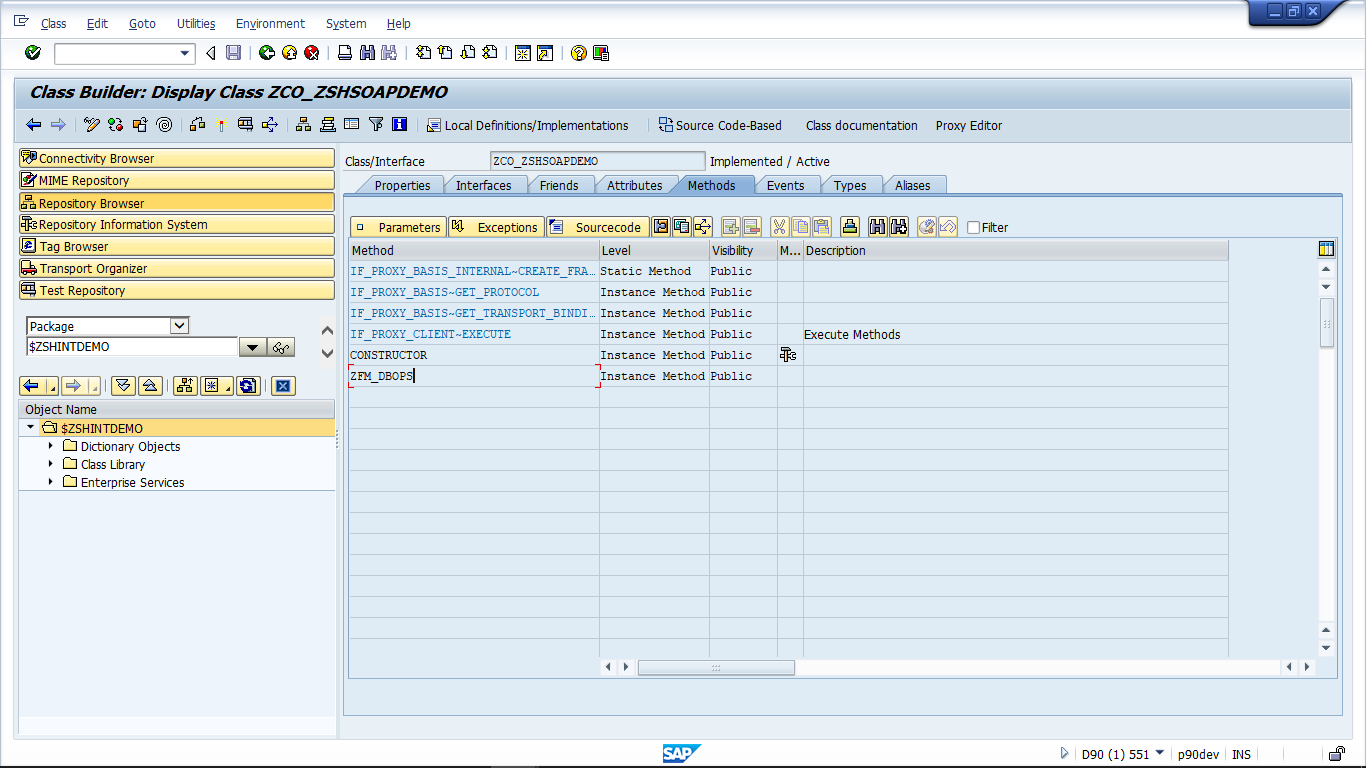 Class Edit Goto Utilities Environment System Help
Class Builder: Display Class ZCO_ZSHSOAPDEMO
Local Definitions/Implementations Source Code-Based Class documentation Proxy Editor
Connectivity Browser
MIME Repository
Repository Browser
Repository Information System
Tag Browser
Transport Organizer
Test Repository
Package
$ZSHINTDEMO
Object Name
$ZSHINTDEMO
Dictionary Objects
Class Library
Enterprise Services
Class/Interface ZCO_ZSHSOAPDEMO Implemented / Active
Properties Interfaces Friends Attributes Methods Events Types Aliases
Parameters Exceptions Sourcecode Filter
Method Level Visibility M... Description
IF_PROXY_BASIS_INTERNAL~CREATE_FRA... Static Method Public
IF_PROXY_BASIS~GET_PROTOCOL Instance Method Public
IF_PROXY_BASIS~GET_TRANSPORT_BINDI... Instance Method Public
IF_PROXY_CLIENT~EXECUTE Instance Method Public Execute Methods
CONSTRUCTOR Instance Method Public
ZFM_DBOPS Instance Method Public
SAP D90 (1) 551 p90dev INS